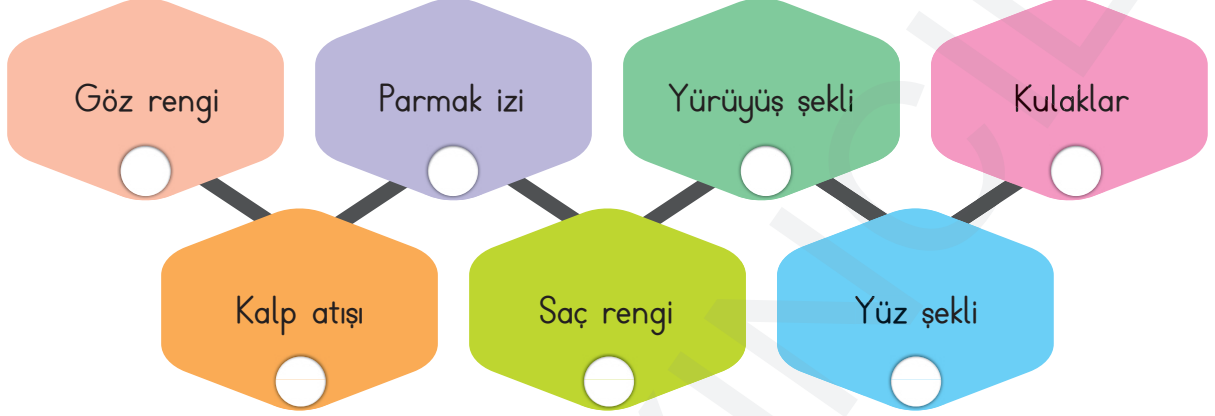 Göz rengi
Parmak izi
Yürüyüş şekli
Kulaklar
Kalp atışı
Saç rengi
Yüz şekli